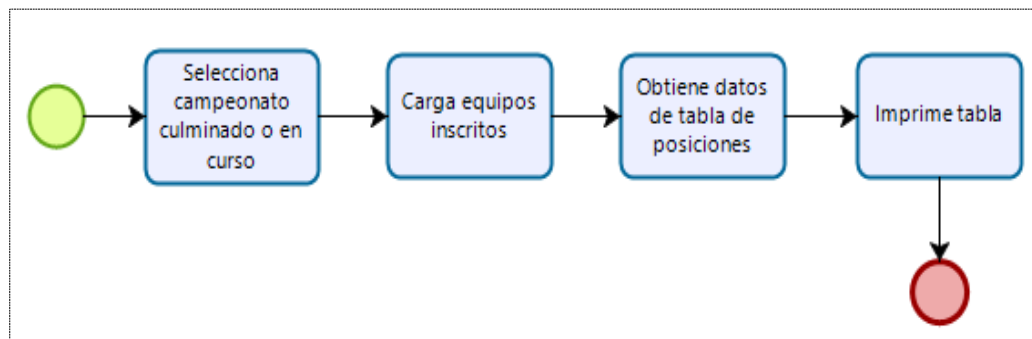 Selecciona
campeonato
culminado o en
curso
Carga equipos
inscritos
Obtiene datos
de tabla de
posiciones
Imprime tabla